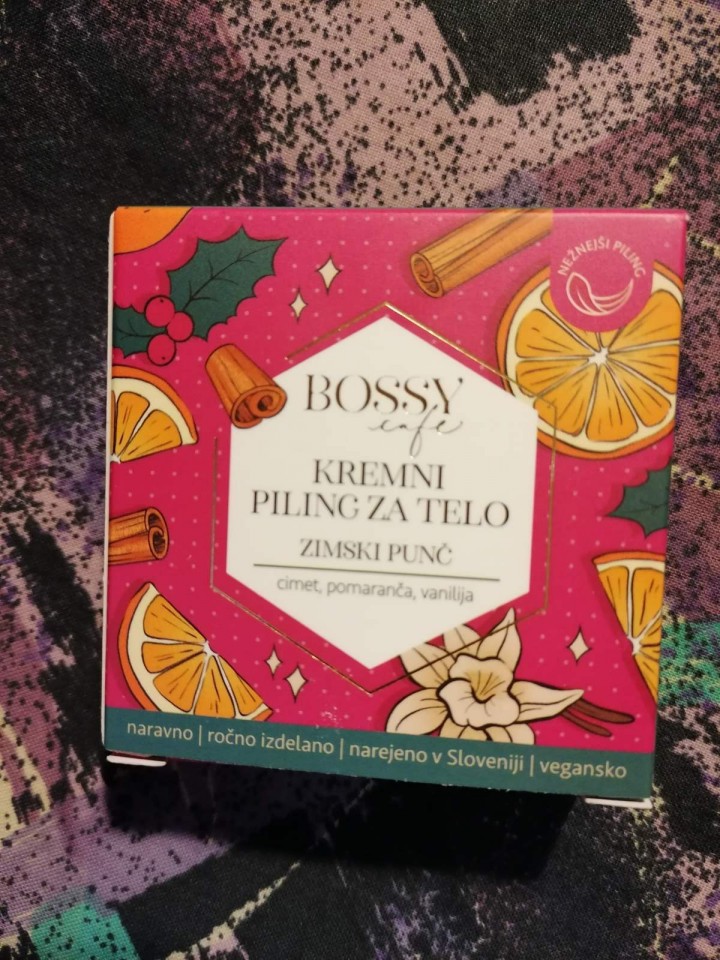 NEŽNEJŠI PILING
BOSSY
cafe
KREMNI
PILING ZA TELO
ZIMSKI PUNČ
cimet, pomaranča, vanilija
naravno | ročno izdelano | narejeno v Sloveniji | vegansko